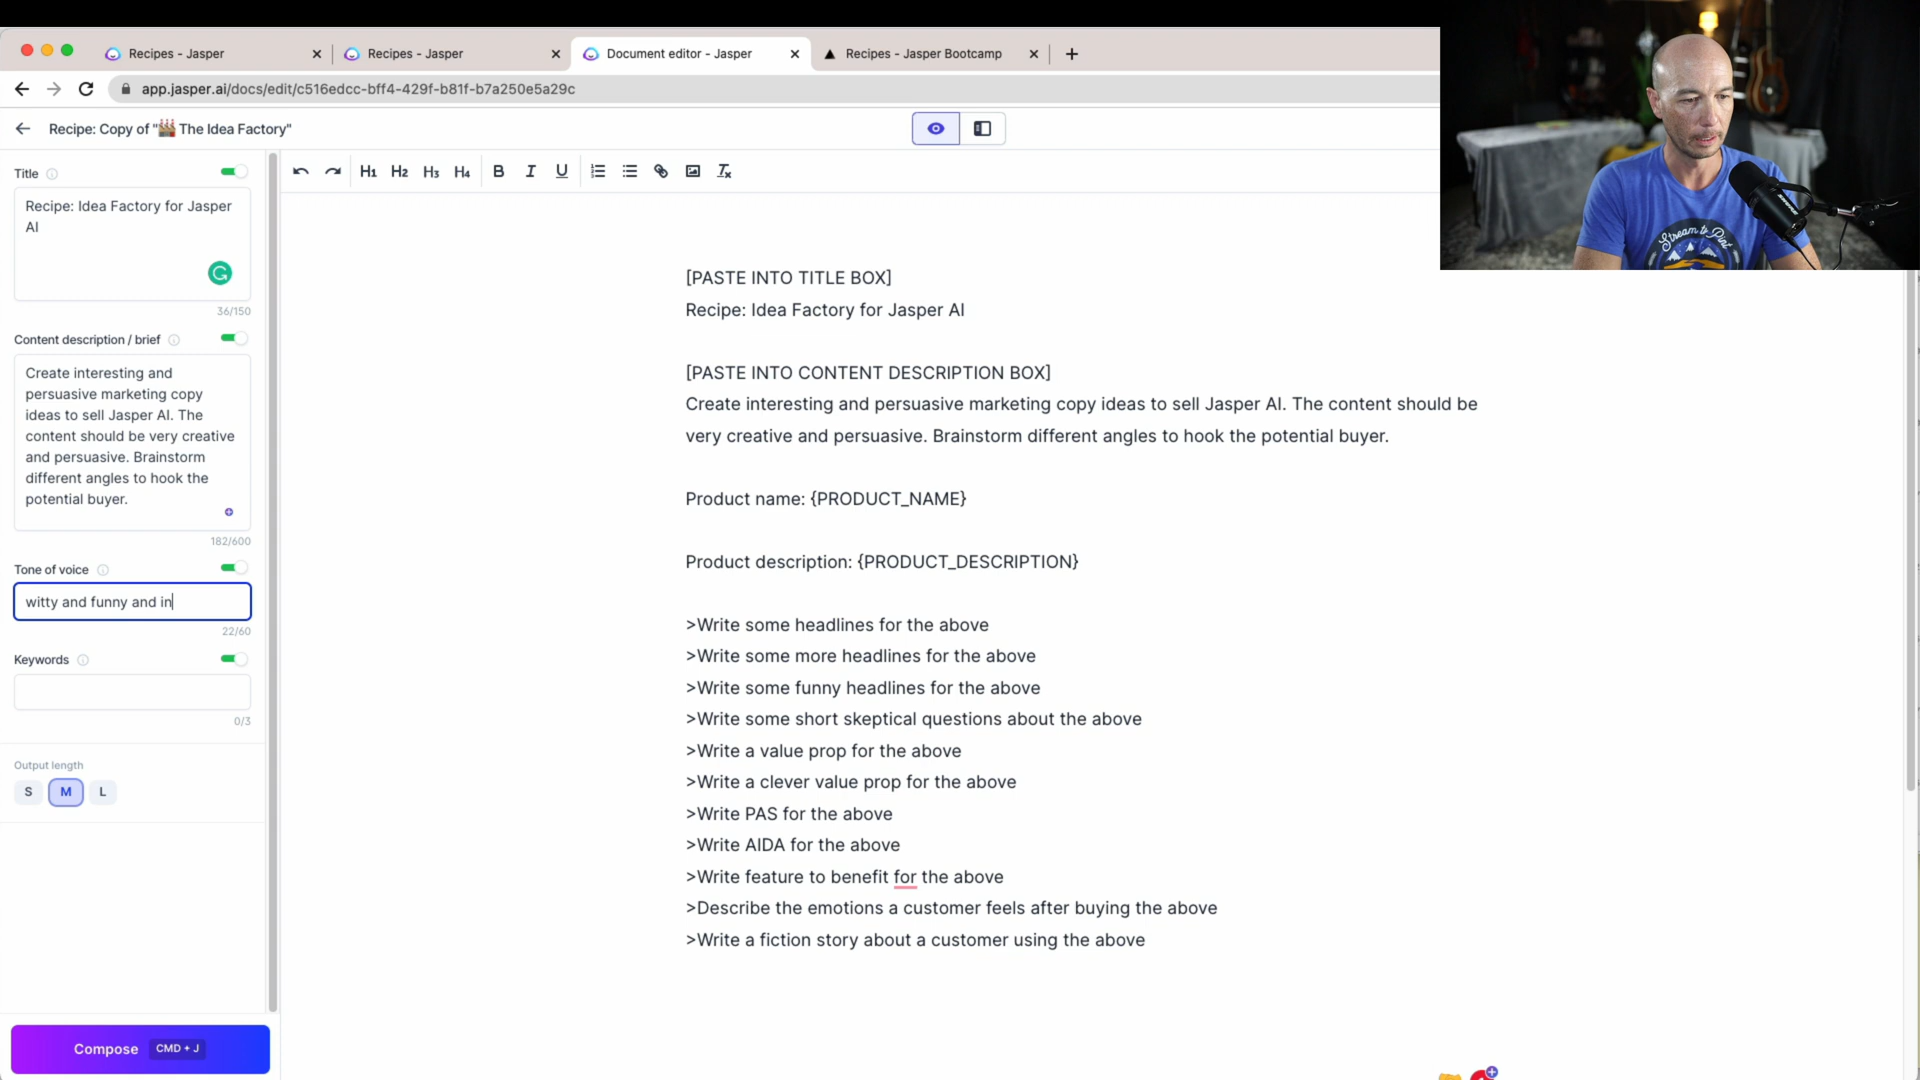 Recipes - Jasper
Recipes - Jasper
Document editor - Jasper
Recipes - Jasper Bootcamp
app.jasper.ai/docs/edit/c516edcc-bff4-429f-b81f-b7a250e5a29c
Recipe: Copy of "🏭 The Idea Factory"
H1 H2 H3 H4 B I U
Title
Recipe: Idea Factory for Jasper
AI
36/150
Content description / brief
Create interesting and
persuasive marketing copy
ideas to sell Jasper AI. The
content should be very creative
and persuasive. Brainstorm
different angles to hook the
potential buyer.
182/600
Tone of voice
witty and funny and in
22/60
Keywords
0/3
Output length
S M L
Compose CMD + J
[PASTE INTO TITLE BOX]
Recipe: Idea Factory for Jasper AI
[PASTE INTO CONTENT DESCRIPTION BOX]
Create interesting and persuasive marketing copy ideas to sell Jasper AI. The content should be
very creative and persuasive. Brainstorm different angles to hook the potential buyer.
Product name: {PRODUCT_NAME}
Product description: {PRODUCT_DESCRIPTION}
>Write some headlines for the above
>Write some more headlines for the above
>Write some funny headlines for the above
>Write some short skeptical questions about the above
>Write a value prop for the above
>Write a clever value prop for the above
>Write PAS for the above
>Write AIDA for the above
>Write feature to benefit for the above
>Describe the emotions a customer feels after buying the above
>Write a fiction story about a customer using the above
Stream to Pint